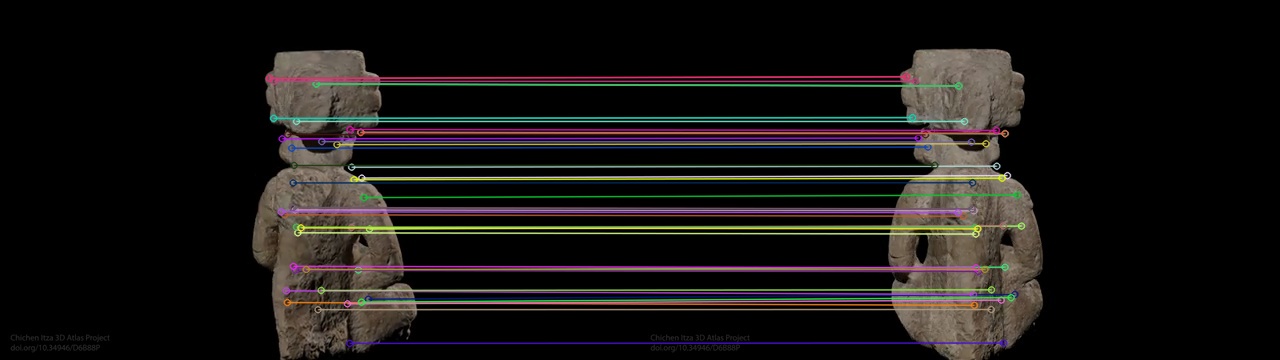 Chichen Itza 3D Atlas Project
doi.org/10.34946/D6B88P
Chichen Itza 3D Atlas Project
doi.org/10.34946/D6B88P